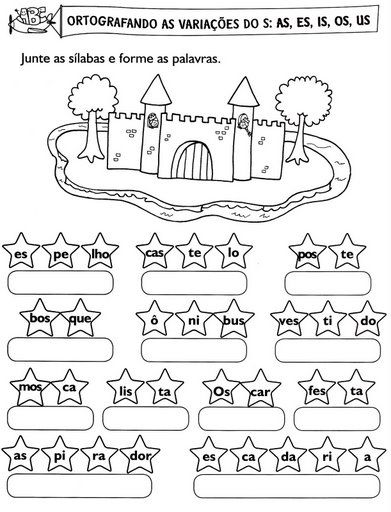 ABC
ORTOGRAFANDO AS VARIAÇÕES DO S: AS, ES, IS, OS, US
Junte as sílabas e forme as palavras.
es pe lho cas te lo pos te
bos que ô ni bus ves ti do
mos ca lis ta Os car fes ta
as pi ra dor es ca da ri a